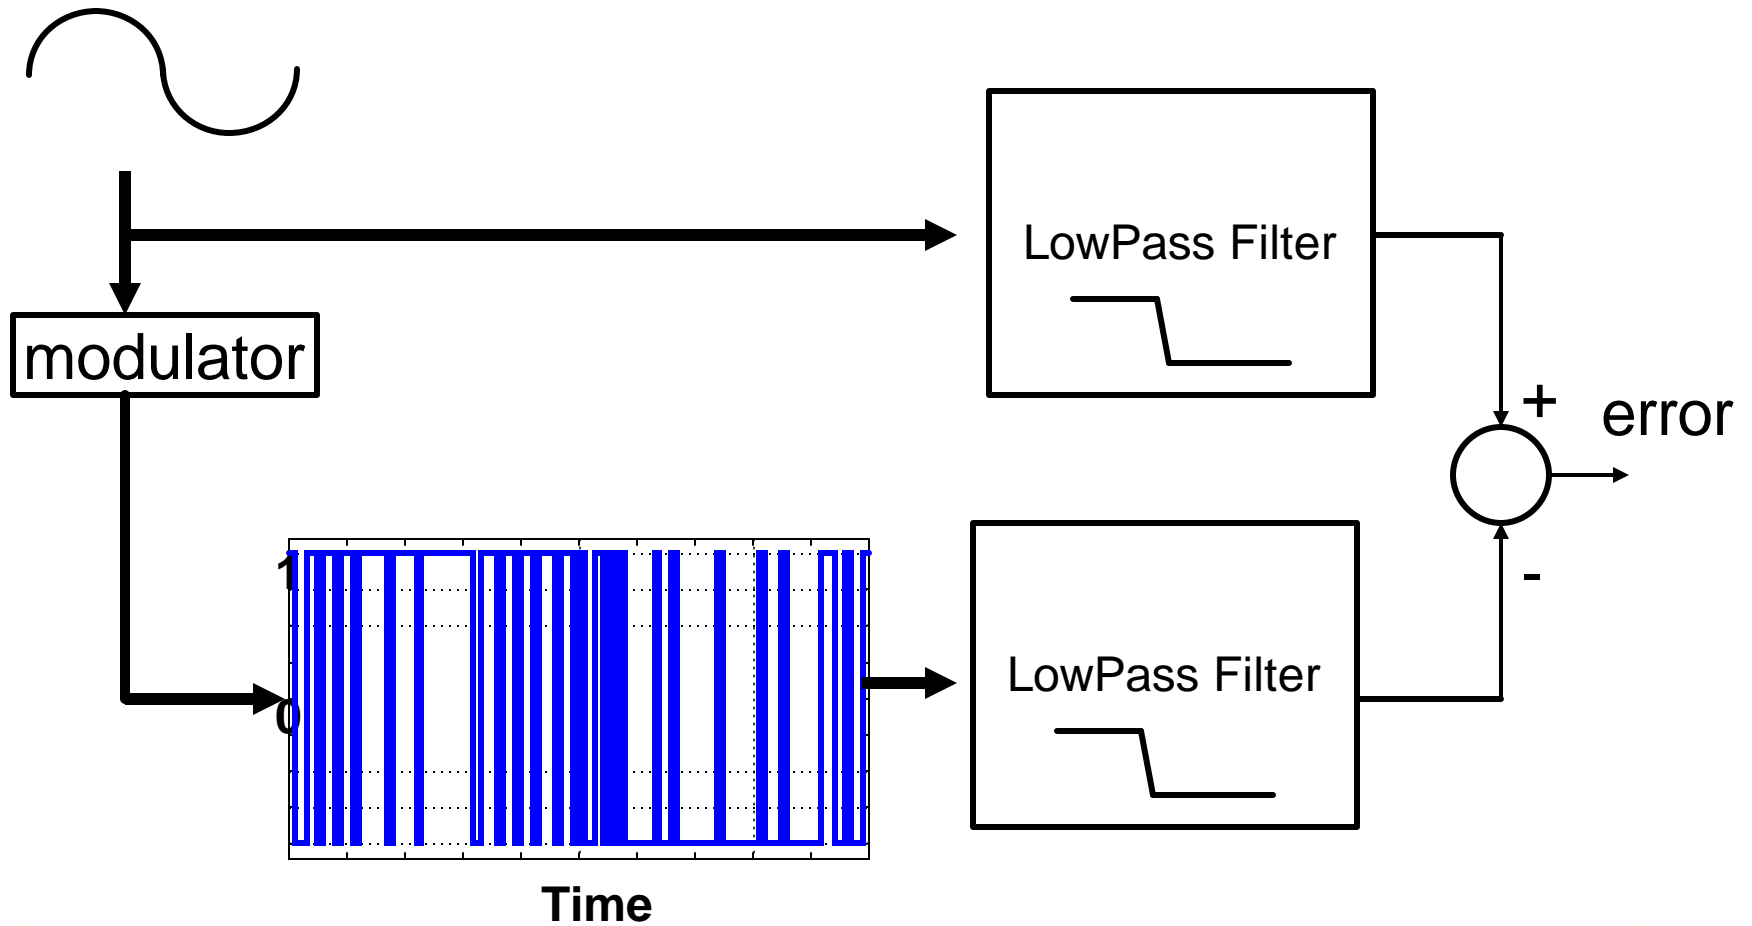 LowPass Filter
modulator
+
error
1
-
LowPass Filter
0
Time